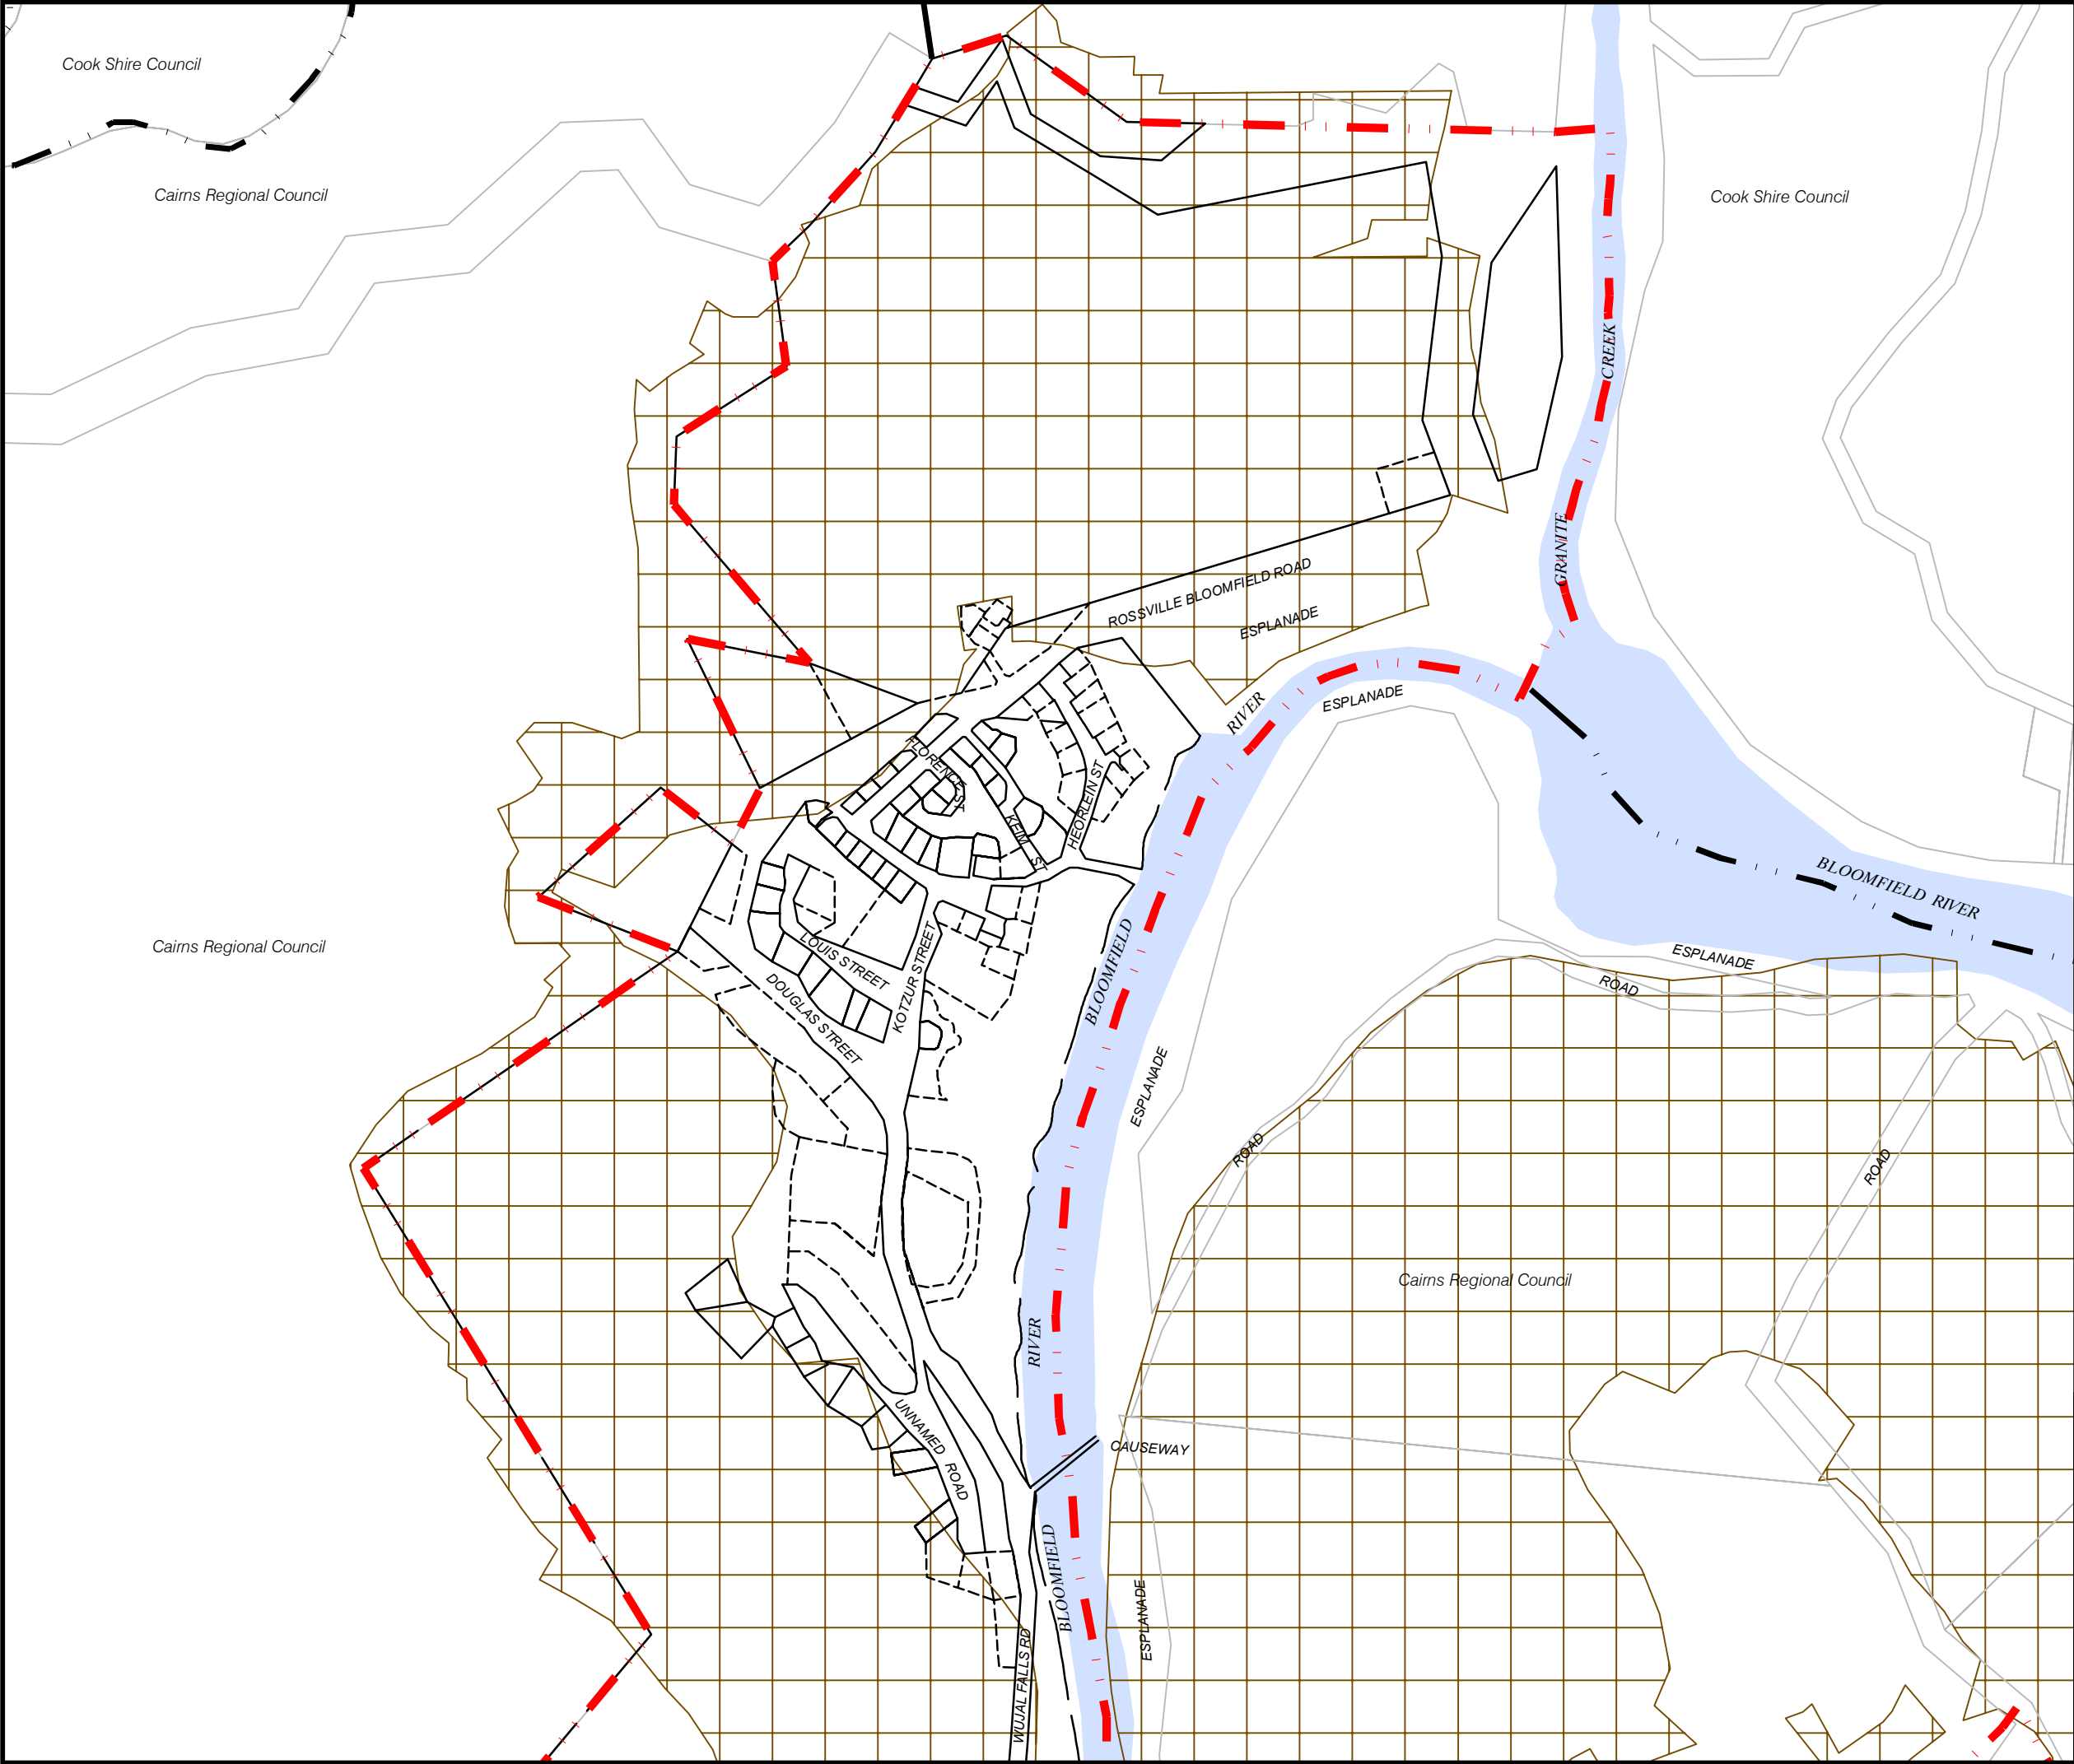 Cook Shire Council
Cairns Regional Council
Cook Shire Council
CREEK
GRANITE
ROSSVILLE BLOOMFIELD ROAD
ESPLANADE
RIVER
ESPLANADE
FLORENCE ST
HEORLEIN ST
KEIM ST
BLOOMFIELD RIVER
Cairns Regional Council
LOUIS STREET
KOTZUR STREET
DOUGLAS STREET
BLOOMFIELD
ESPLANADE
ROAD
ESPLANADE
ROAD
ROAD
Cairns Regional Council
RIVER
UNNAMED ROAD
CAUSEWAY
BLOOMFIELD
ESPLANADE
WUJAL FALLS RD